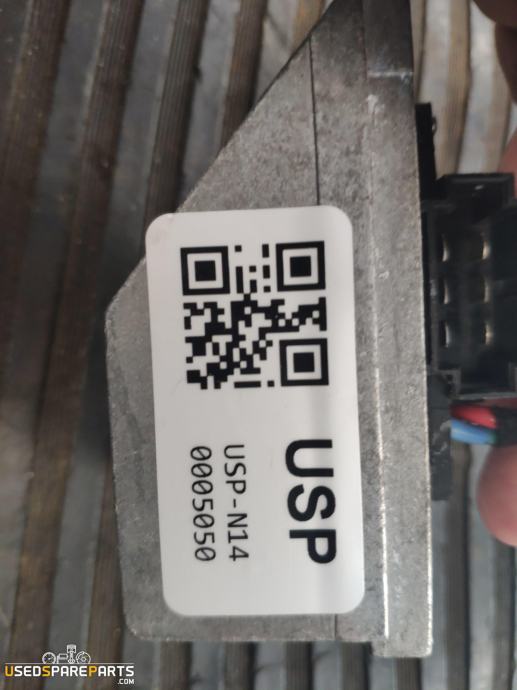 USP
USP-N14
0005050
USEDSPAREPARTS
.COM